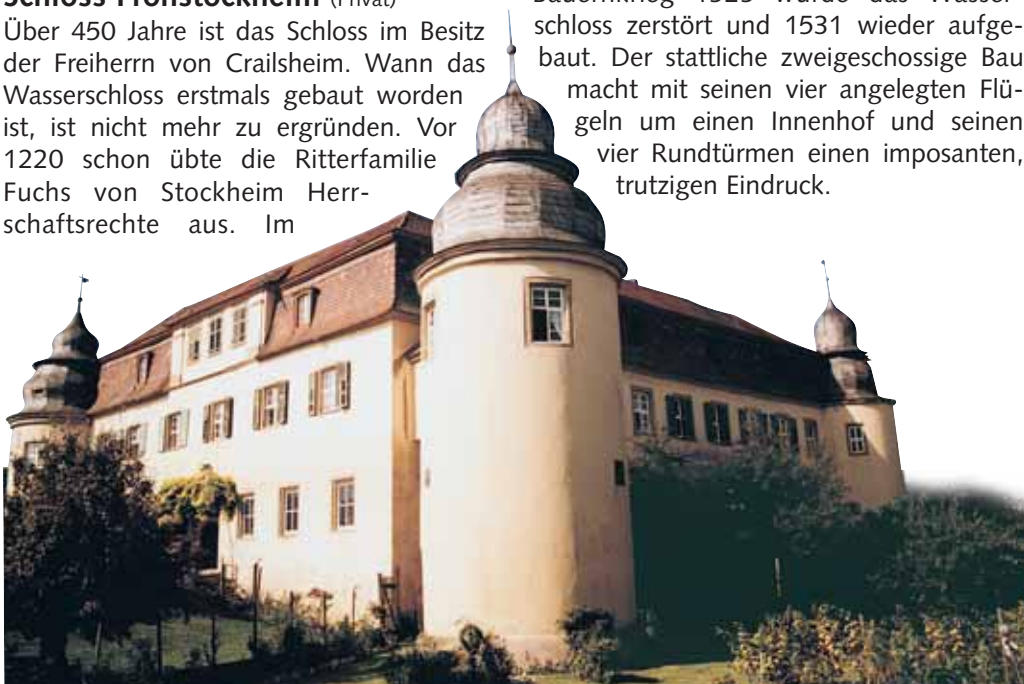 Schloss Fröhstockheim (Privat)
Über 450 Jahre ist das Schloss im Besitz
der Freiherrn von Crailsheim. Wann das
Wasserschloss erstmals gebaut worden
ist, ist nicht mehr zu ergründen. Vor
1220 schon übte die Ritterfamilie
Fuchs von Stockheim Herr-
schaftsrechte aus. Im
Bauernkrieg 1525 wurde das Wasser-
schloss zerstört und 1531 wieder aufge-
baut. Der stattliche zweigeschossige Bau
macht mit seinen vier angelegten Flü-
geln um einen Innenhof und seinen
vier Rundtürmen einen imposanten,
trutzigen Eindruck.